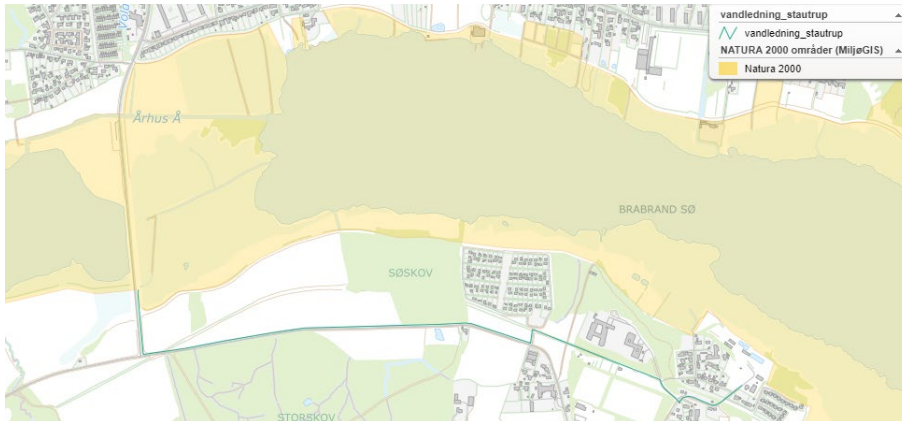 vandledning_stautrup
vandledning_stautrup
NATURA 2000 områder (MiljøGIS)
Natura 2000
Århus Å
BRABRAND SØ
SØSKOV
STORSKOV